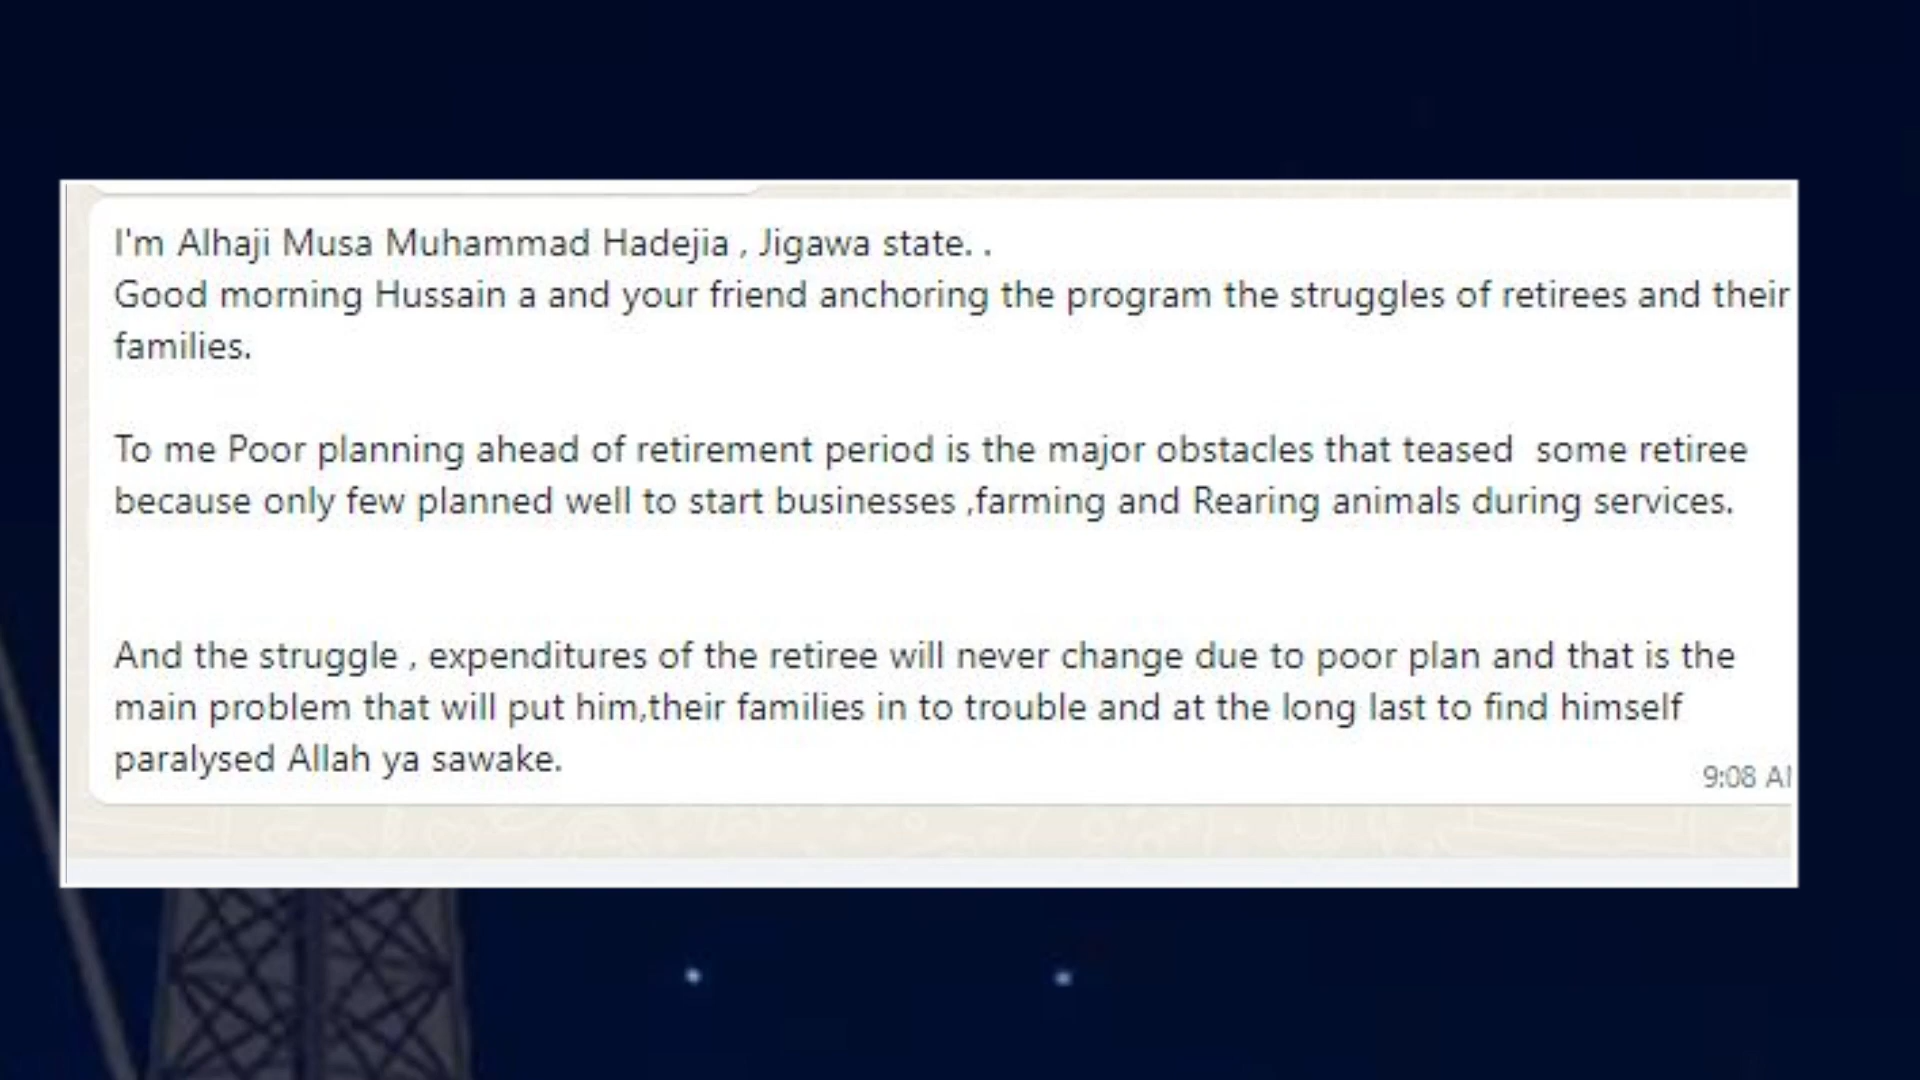 I'm Alhaji Musa Muhammad Hadejia , Jigawa state. .
Good morning Hussain a and your friend anchoring the program the struggles of retirees and their
families.
To me Poor planning ahead of retirement period is the major obstacles that teased  some retiree
because only few planned well to start businesses ,farming and Rearing animals during services.
And the struggle , expenditures of the retiree will never change due to poor plan and that is the
main problem that will put him,their families in to trouble and at the long last to find himself
paralysed Allah ya sawake.
9:08